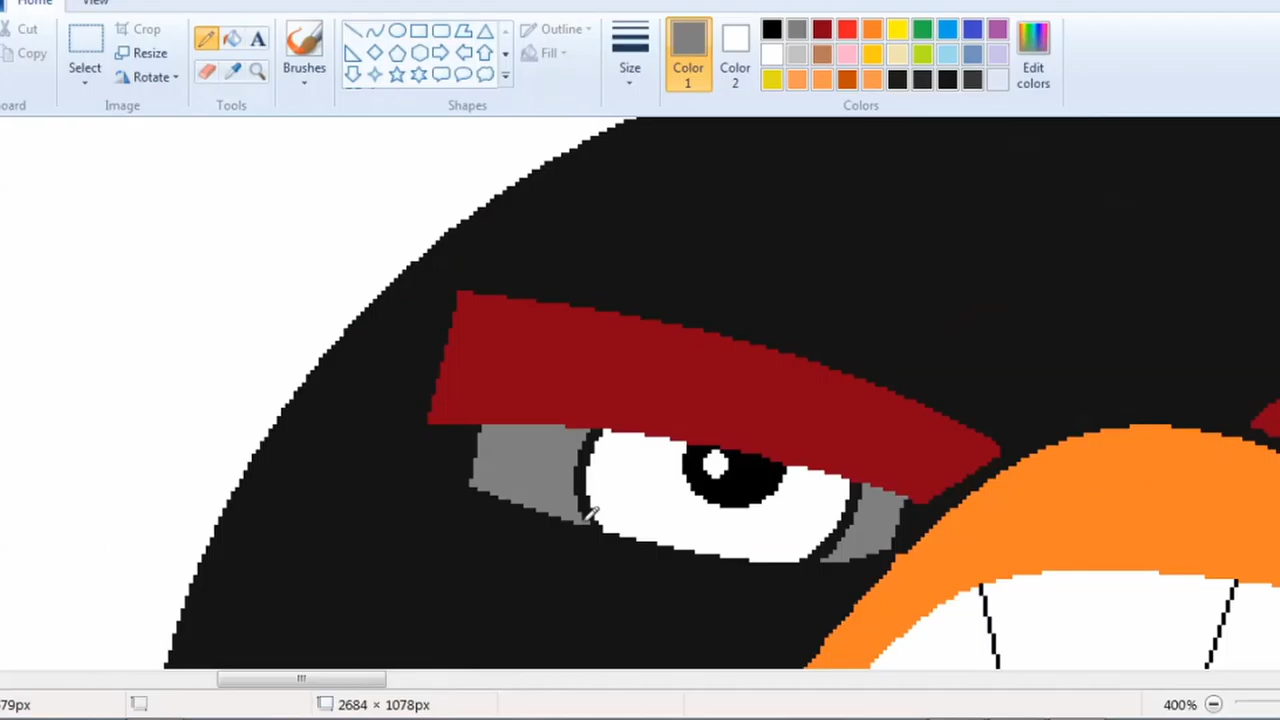 Home View
Cut
Copy
Select
Crop
Resize
Rotate
A
Brushes
Outline
Fill
Size
Color
1
Color
2
Edit
colors
oard
Image
Tools
Shapes
Colors
79px
2684 × 1078px
400%